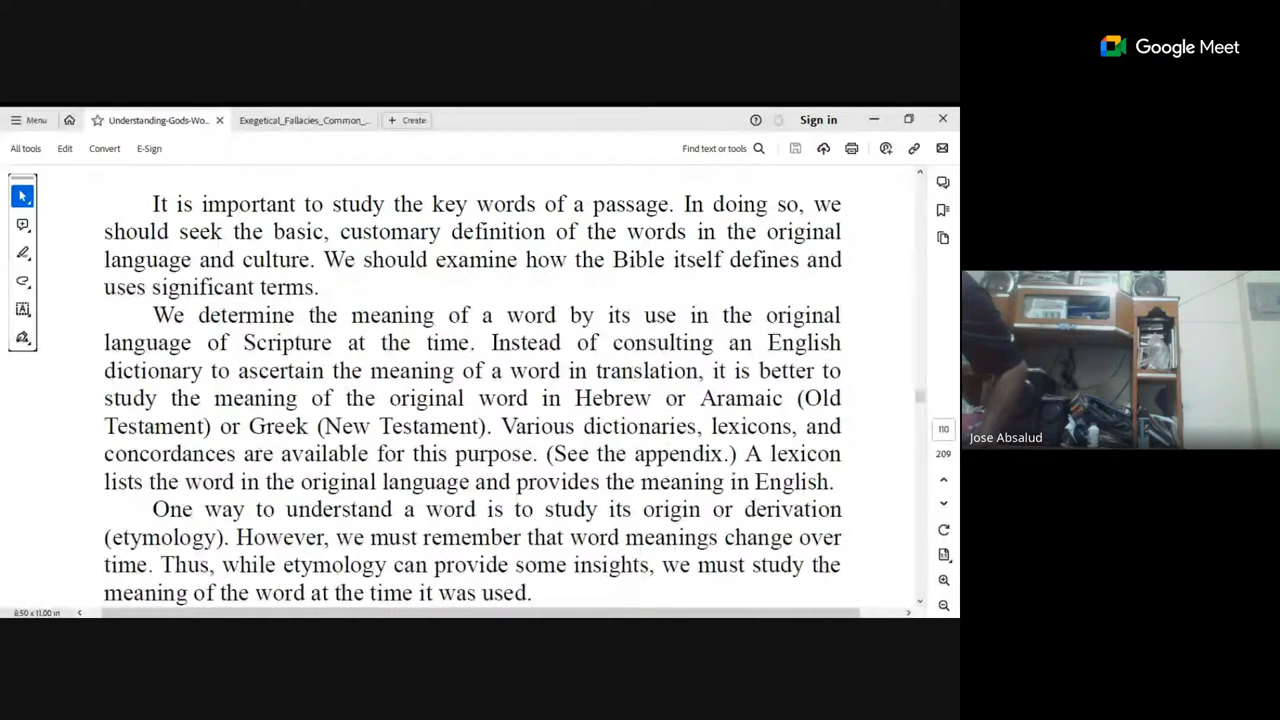 Google Meet
Menu
Understanding-Gods-Wo...
Exegetical_Fallacies_Common_...
Create
Sign in
All tools
Edit
Convert
E-Sign
Find text or tools
It is important to study the key words of a passage. In doing so, we
should seek the basic, customary definition of the words in the original
language and culture. We should examine how the Bible itself defines and
uses significant terms.
We determine the meaning of a word by its use in the original
language of Scripture at the time. Instead of consulting an English
dictionary to ascertain the meaning of a word in translation, it is better to
study the meaning of the original word in Hebrew or Aramaic (Old
Testament) or Greek (New Testament). Various dictionaries, lexicons, and
concordances are available for this purpose. (See the appendix.) A lexicon
lists the word in the original language and provides the meaning in English.
One way to understand a word is to study its origin or derivation
(etymology). However, we must remember that word meanings change over
time. Thus, while etymology can provide some insights, we must study the
meaning of the word at the time it was used.
110
209
8.50 x 11.00 in
Jose Absalud